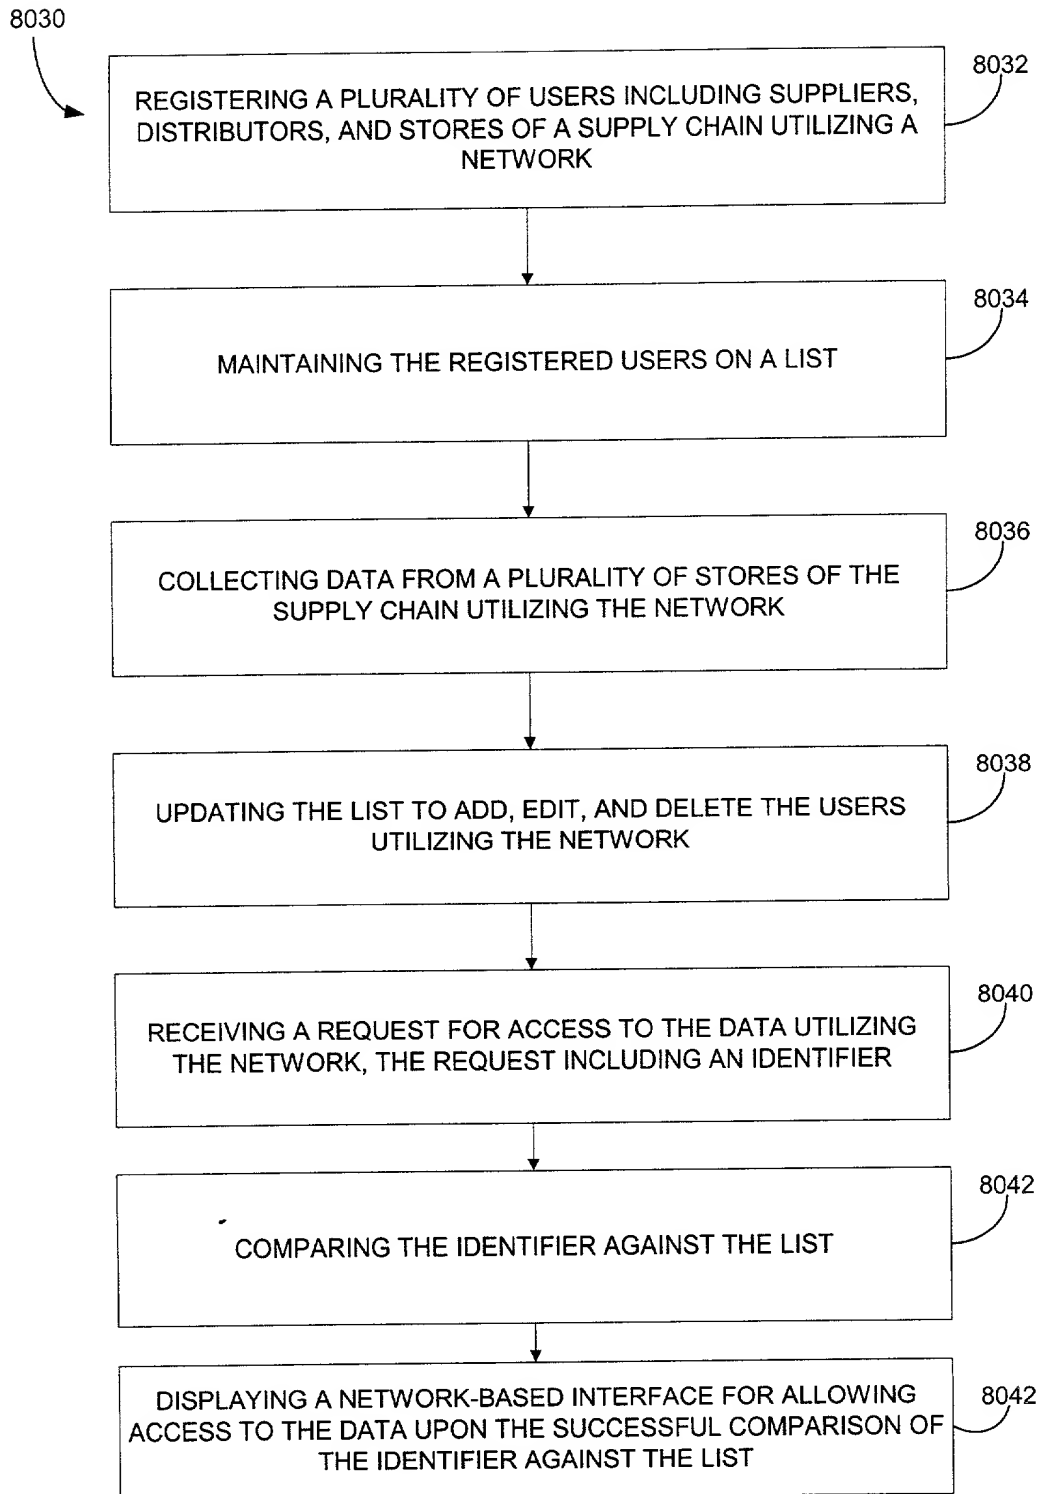 8030
8032
REGISTERING A PLURALITY OF USERS INCLUDING SUPPLIERS,
DISTRIBUTORS, AND STORES OF A SUPPLY CHAIN UTILIZING A
NETWORK
8034
MAINTAINING THE REGISTERED USERS ON A LIST
8036
COLLECTING DATA FROM A PLURALITY OF STORES OF THE
SUPPLY CHAIN UTILIZING THE NETWORK
8038
UPDATING THE LIST TO ADD, EDIT, AND DELETE THE USERS
UTILIZING THE NETWORK
8040
RECEIVING A REQUEST FOR ACCESS TO THE DATA UTILIZING
THE NETWORK, THE REQUEST INCLUDING AN IDENTIFIER
8042
COMPARING THE IDENTIFIER AGAINST THE LIST
8042
DISPLAYING A NETWORK-BASED INTERFACE FOR ALLOWING
ACCESS TO THE DATA UPON THE SUCCESSFUL COMPARISON OF
THE IDENTIFIER AGAINST THE LIST